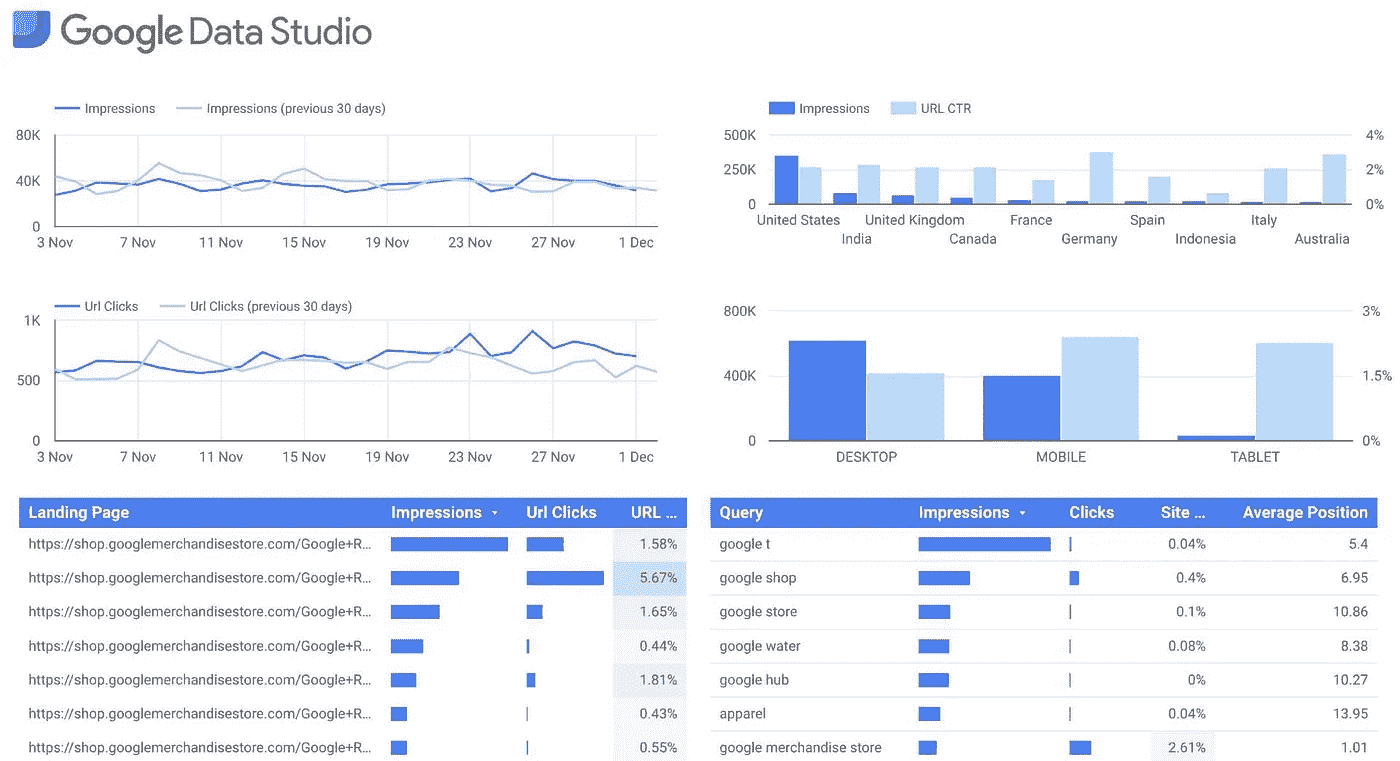 Google Data Studio
Impressions Impressions (previous 30 days)
80K
40K
0
3 Nov 7 Nov 11 Nov 15 Nov 19 Nov 23 Nov 27 Nov 1 Dec
Impressions URL CTR
500K 4%
250K 2%
0 0%
United States United Kingdom France Spain Italy
India Canada Germany Indonesia Australia
Url Clicks Url Clicks (previous 30 days)
1K
500
0
3 Nov 7 Nov 11 Nov 15 Nov 19 Nov 23 Nov 27 Nov 1 Dec
800K 3%
400K 1.5%
0 0%
DESKTOP MOBILE TABLET
Landing Page Impressions Url Clicks URL ...
https://shop.googlemerchandisestore.com/Google+R... 1.58%
https://shop.googlemerchandisestore.com/Google+R... 5.67%
https://shop.googlemerchandisestore.com/Google+R... 1.65%
https://shop.googlemerchandisestore.com/Google+R... 0.44%
https://shop.googlemerchandisestore.com/Google+R... 1.81%
https://shop.googlemerchandisestore.com/Google+R... 0.43%
https://shop.googlemerchandisestore.com/Google+R... 0.55%
Query Impressions Clicks Site ... Average Position
google t 0.04% 5.4
google shop 0.4% 6.95
google store 0.1% 10.86
google water 0.08% 8.38
google hub 0% 10.27
apparel 0.04% 13.95
google merchandise store 2.61% 1.01